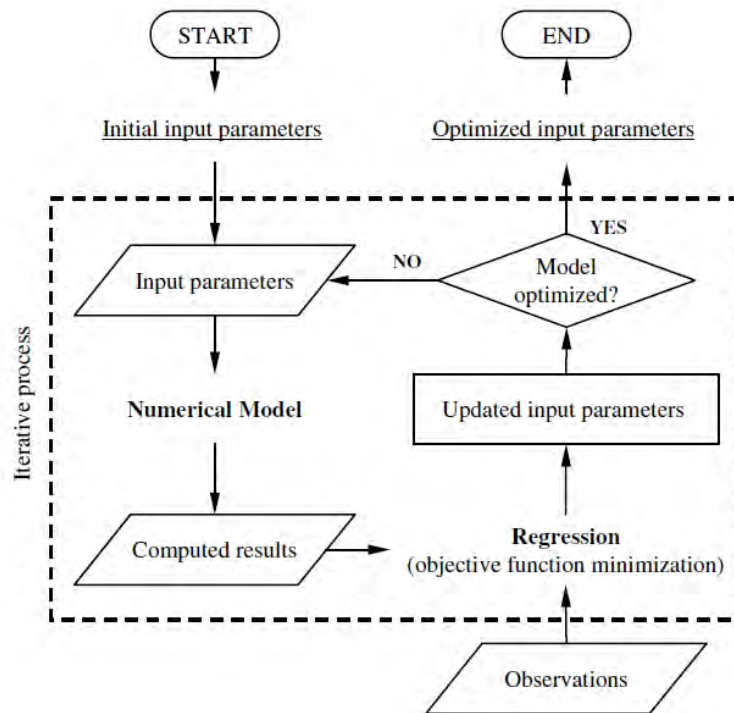 START
END
Initial input parameters
Optimized input parameters
YES
NO
Input parameters
Model
optimized?
Iterative process
Numerical Model
Updated input parameters
Computed results
Regression
(objective function minimization)
Observations